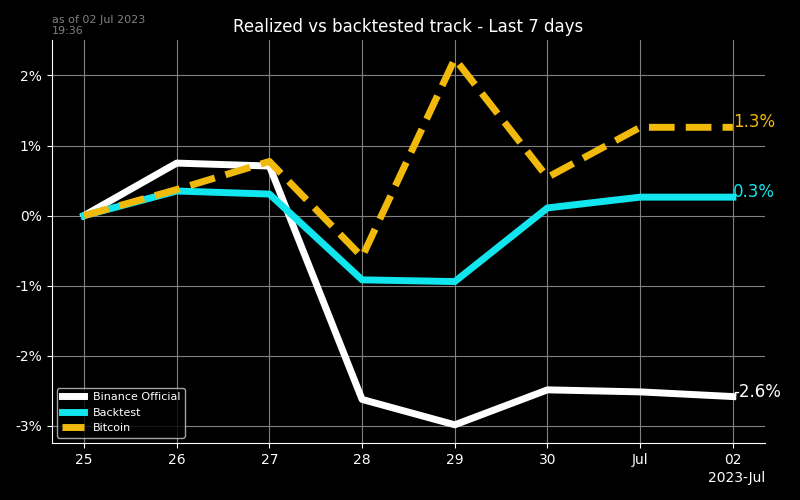 as of 02 Jul 2023
19:36
Realized vs backtested track - Last 7 days
2%
1%
0%
-1%
-2%
-3%
1.3%
0.3%
-2.6%
Binance Official
Backtest
Bitcoin
25 26 27 28 29 30 Jul 02
2023-Jul